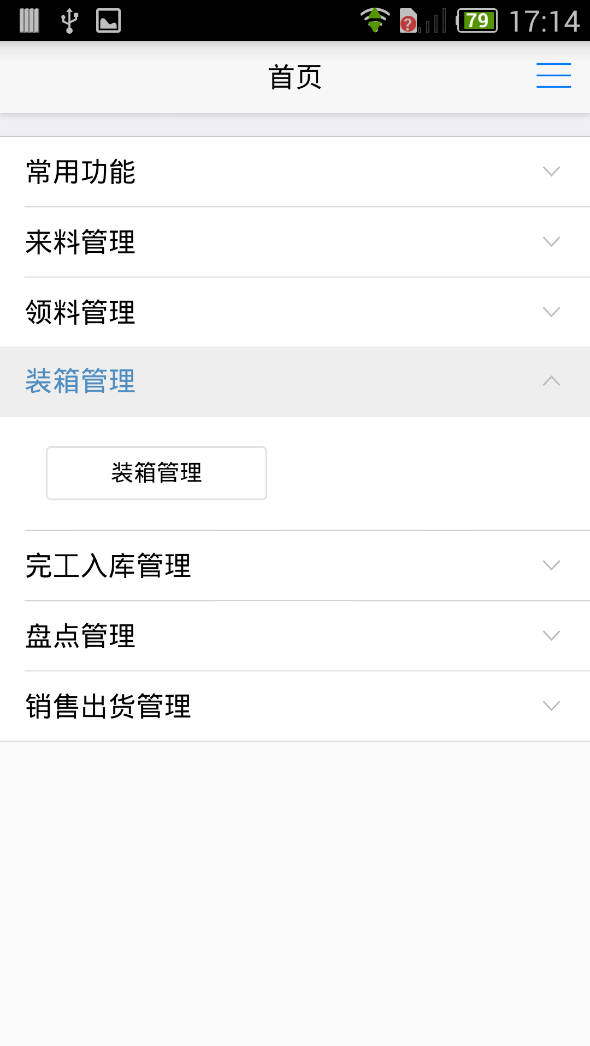 79 17:14
首页
常用功能
来料管理
领料管理
装箱管理
装箱管理
完工入库管理
盘点管理
销售出货管理